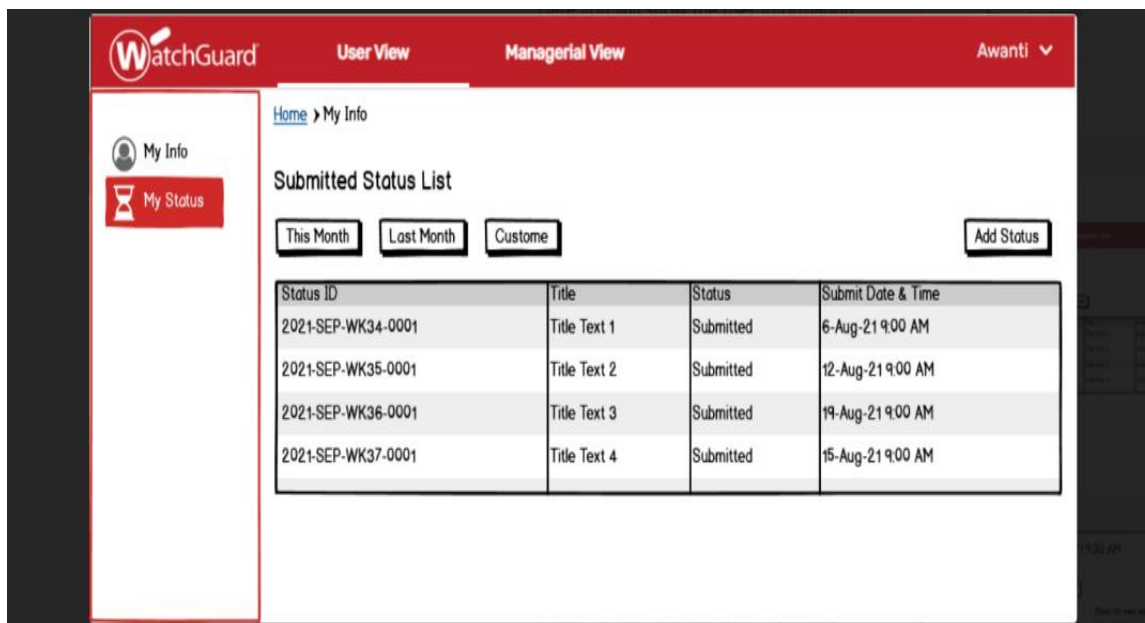 WatchGuard User View Managerial View Awanti
Home > My Info
My Info
My Status
Submitted Status List
This Month Last Month Custome Add Status
Status ID Title Status Submit Date & Time
2021-SEP-WK34-0001 Title Text 1 Submitted 6-Aug-21 9:00 AM
2021-SEP-WK35-0001 Title Text 2 Submitted 12-Aug-21 9:00 AM
2021-SEP-WK36-0001 Title Text 3 Submitted 19-Aug-21 9:00 AM
2021-SEP-WK37-0001 Title Text 4 Submitted 15-Aug-21 9:00 AM